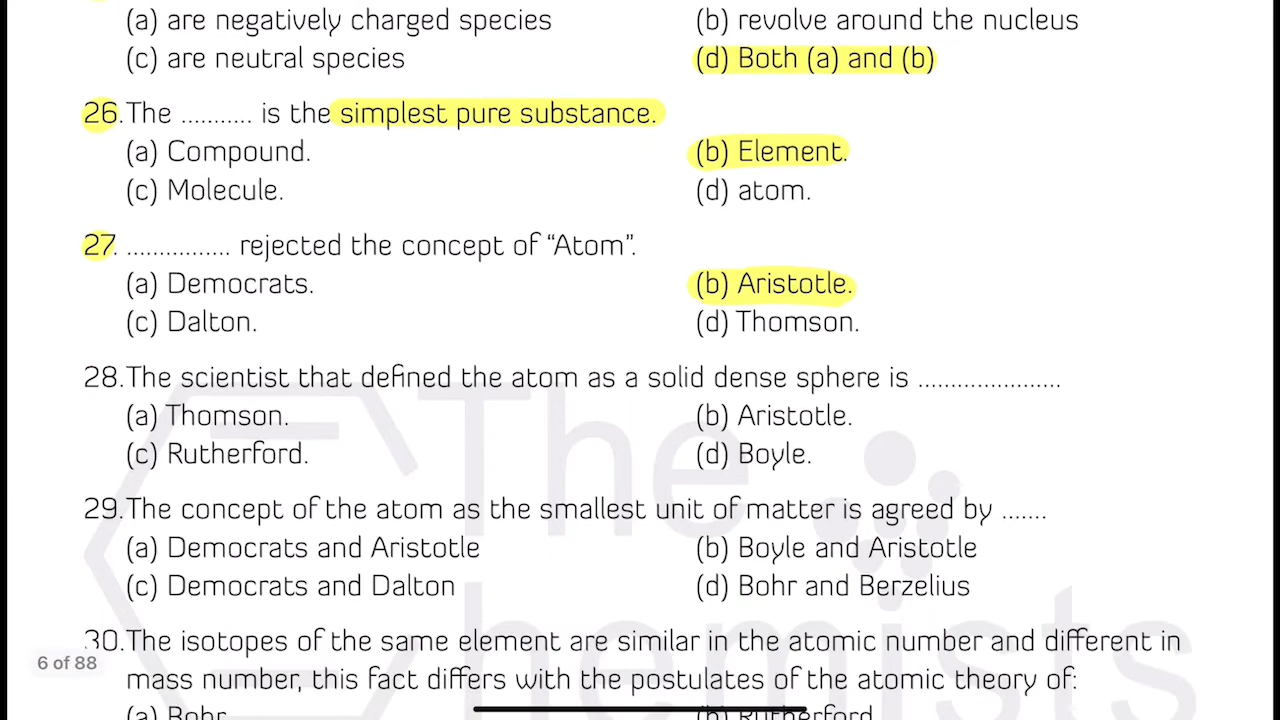 (a) are negatively charged species (b) revolve around the nucleus
(c) are neutral species (d) Both (a) and (b)
26.The ........... is the simplest pure substance.
(a) Compound. (b) Element.
(c) Molecule. (d) atom.
27. ................ rejected the concept of “Atom”.
(a) Democrats. (b) Aristotle.
(c) Dalton. (d) Thomson.
28.The scientist that defined the atom as a solid dense sphere is ......................
(a) Thomson. (b) Aristotle.
(c) Rutherford. (d) Boyle.
29.The concept of the atom as the smallest unit of matter is agreed by .......
(a) Democrats and Aristotle (b) Boyle and Aristotle
(c) Democrats and Dalton (d) Bohr and Berzelius
30.The isotopes of the same element are similar in the atomic number and different in
6 of 88
mass number, this fact differs with the postulates of the atomic theory of:
(a) Bohr (b) Rutherford
The
hemists